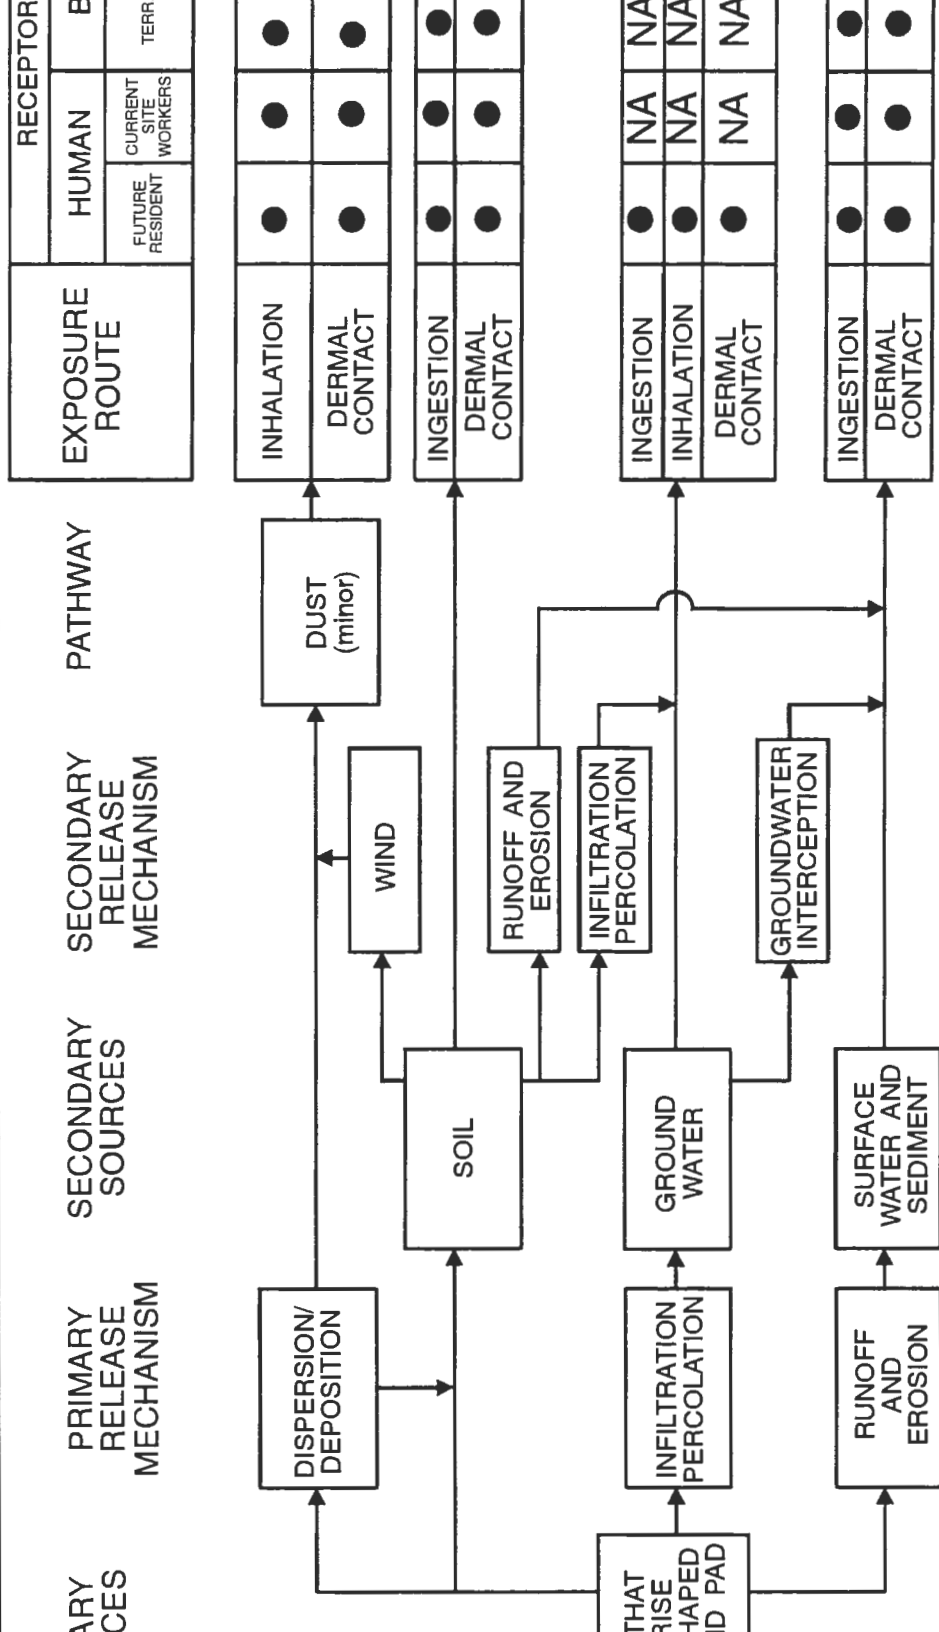 ARY
CES
PRIMARY
RELEASE
MECHANISM
SECONDARY
SOURCES
SECONDARY
RELEASE
MECHANISM
PATHWAY
EXPOSURE
ROUTE
RECEPTOR
HUMAN
B
FUTURE
RESIDENT
CURRENT
SITE
WORKERS
TERR
DISPERSION/
DEPOSITION
WIND
DUST
(minor)
INHALATION
DERMAL
CONTACT
SOIL
INGESTION
DERMAL
CONTACT
RUNOFF AND
EROSION
INFILTRATION
PERCOLATION
THAT
RISE
HAPED
ND PAD
INFILTRATION
PERCOLATION
GROUND
WATER
INGESTION
NA
NA
INHALATION
NA
NA
DERMAL
CONTACT
NA
NA
GROUNDWATER
INTERCEPTION
RUNOFF
AND
EROSION
SURFACE
WATER AND
SEDIMENT
INGESTION
DERMAL
CONTACT